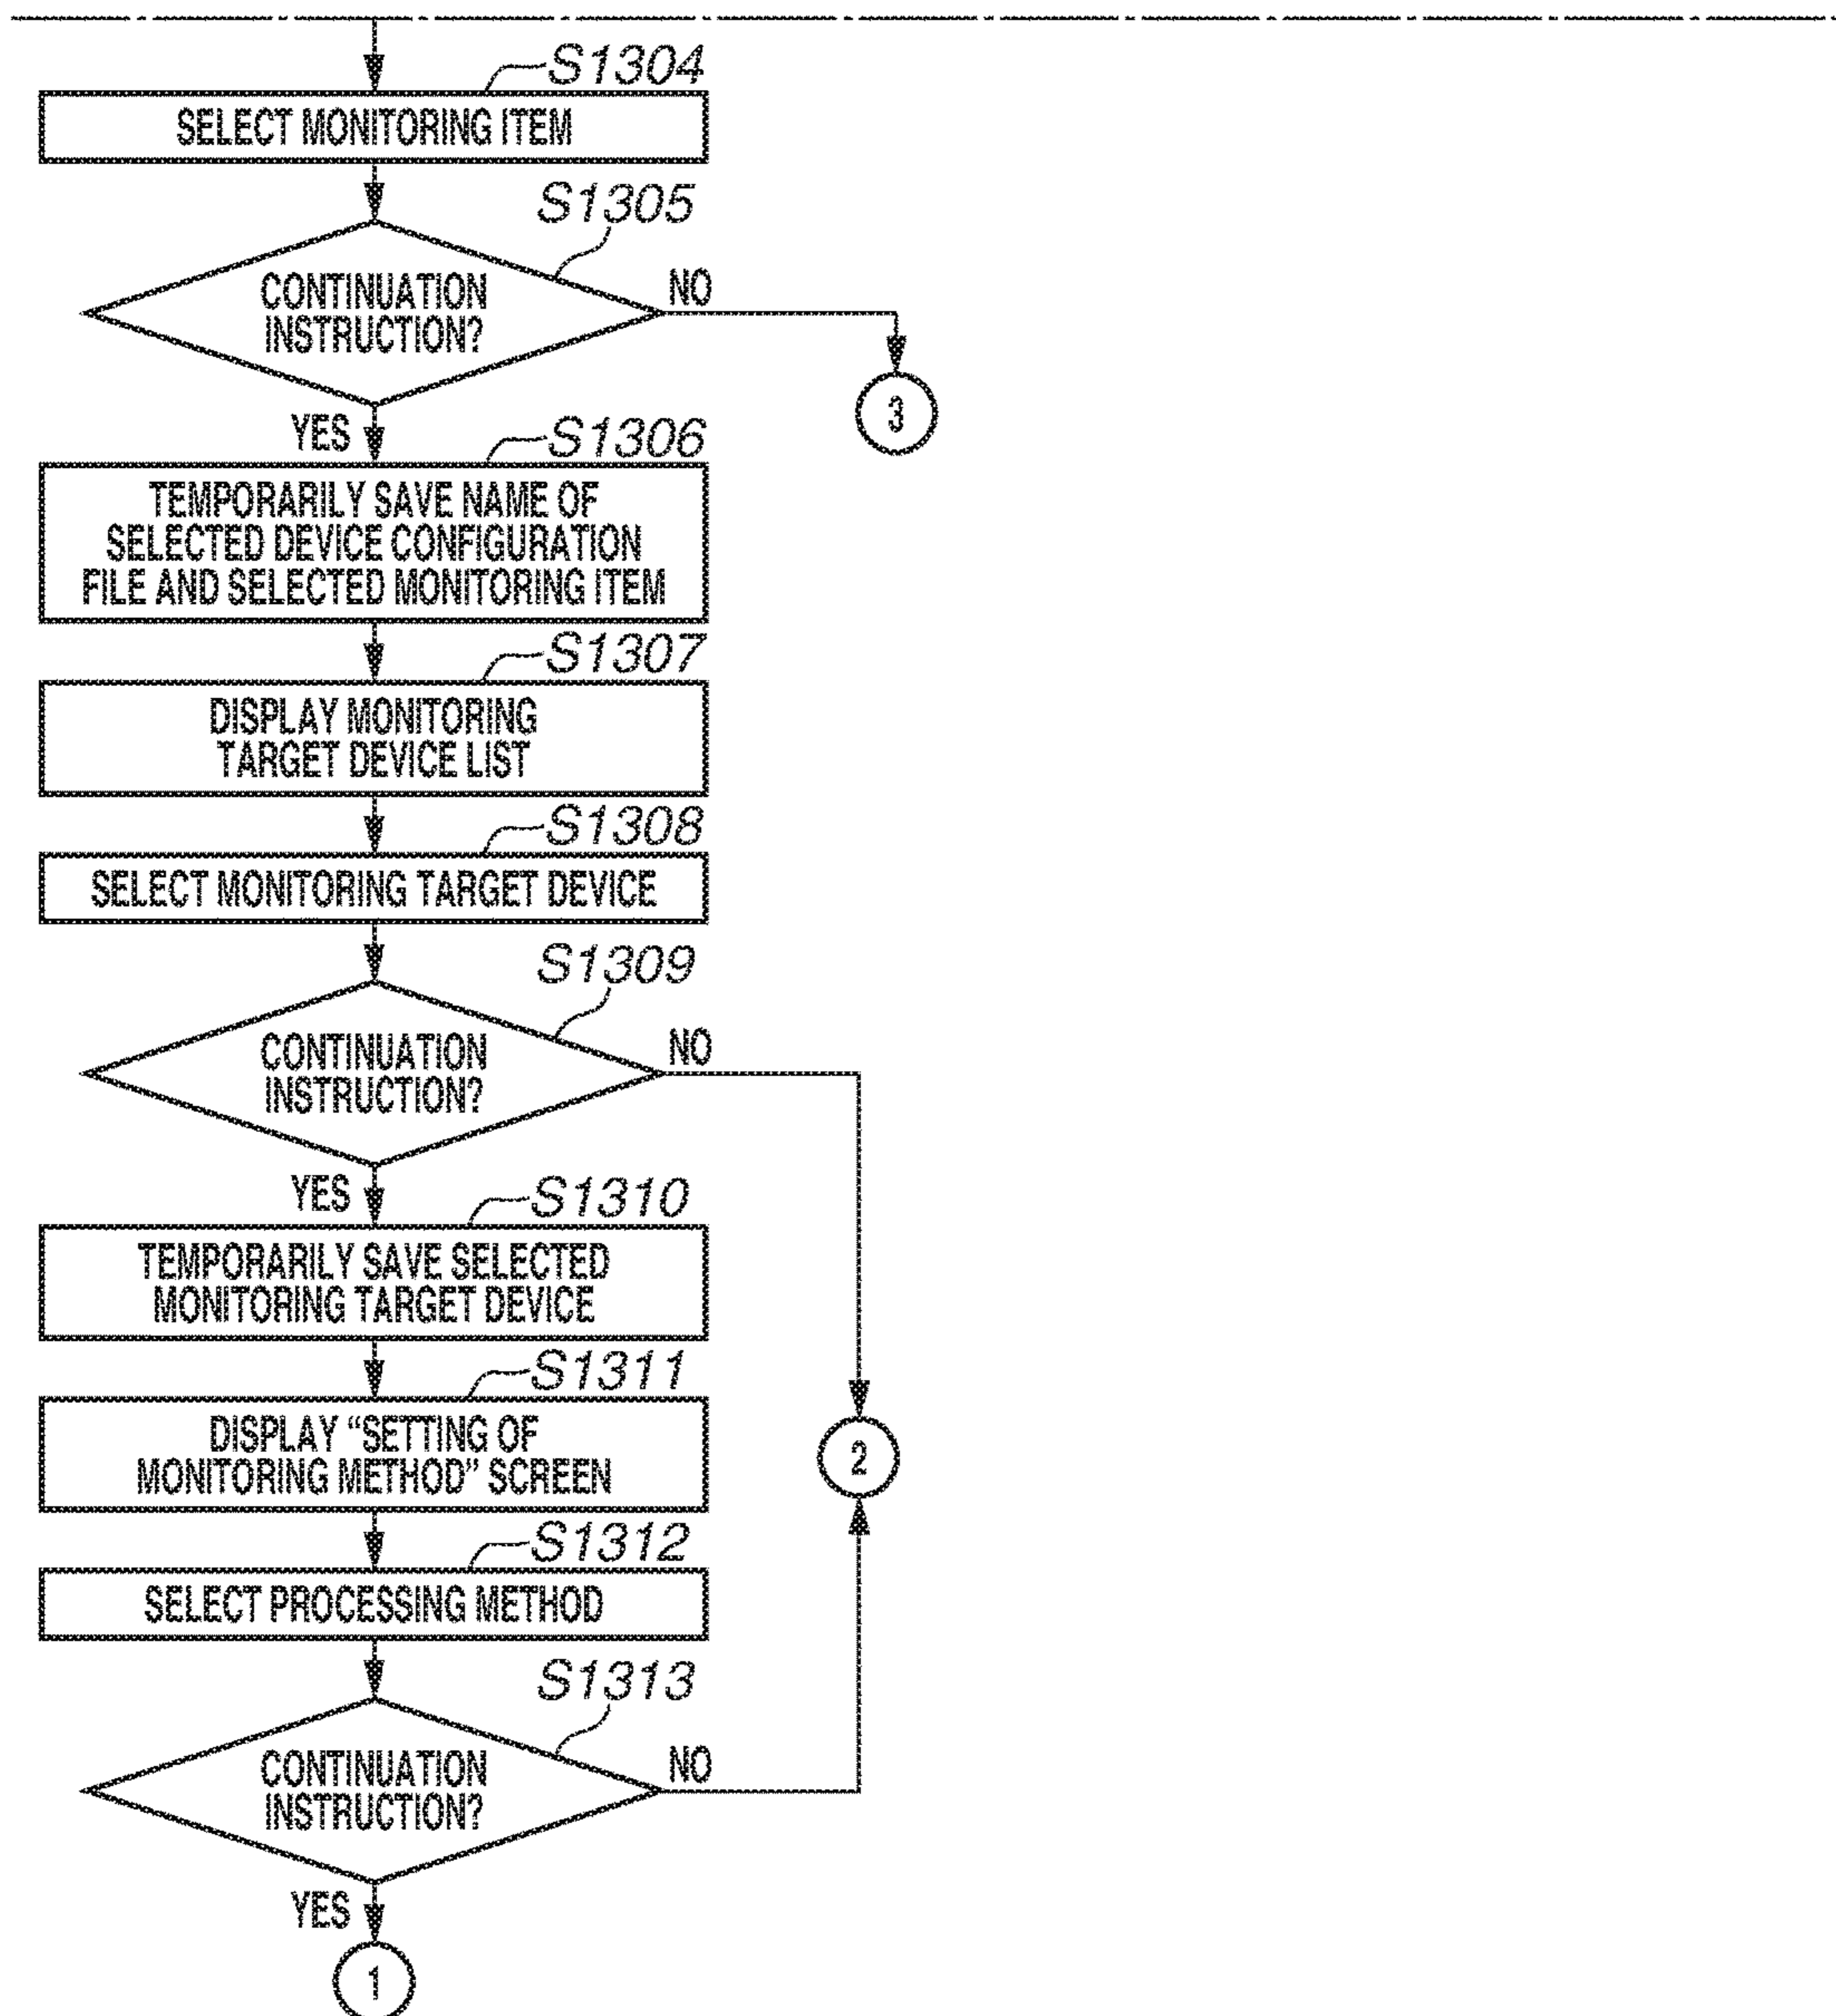 S1304
SELECT MONITORING ITEM
S1305
CONTINUATION
INSTRUCTION?
NO
3
YES
S1306
TEMPORARILY SAVE NAME OF
SELECTED DEVICE CONFIGURATION
FILE AND SELECTED MONITORING ITEM
S1307
DISPLAY MONITORING
TARGET DEVICE LIST
S1308
SELECT MONITORING TARGET DEVICE
S1309
CONTINUATION
INSTRUCTION?
NO
YES
S1310
TEMPORARILY SAVE SELECTED
MONITORING TARGET DEVICE
S1311
DISPLAY “SETTING OF
MONITORING METHOD” SCREEN
2
S1312
SELECT PROCESSING METHOD
S1313
CONTINUATION
INSTRUCTION?
NO
YES
1